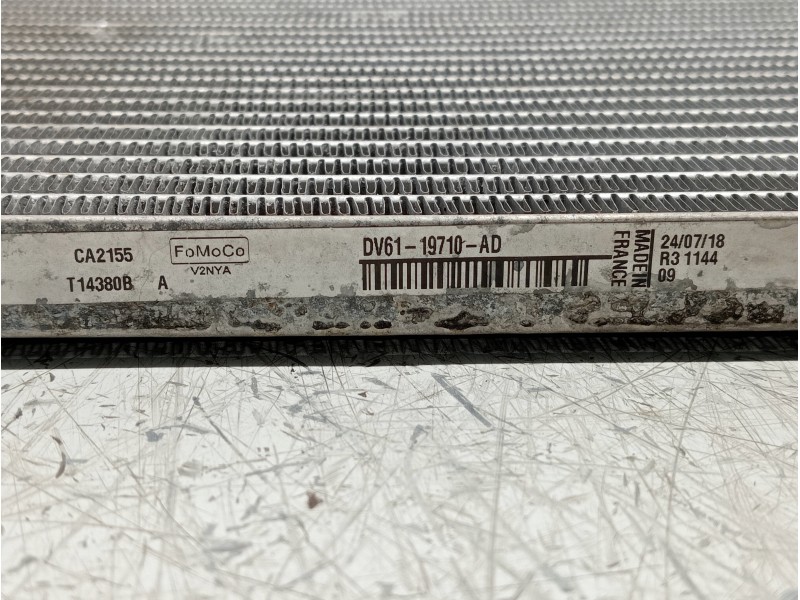 CA2155
T14380B A
FoMoCo
V2NYA
DV61-19710-AD
MADE IN
FRANCE
24/07/18
R3 1144
09